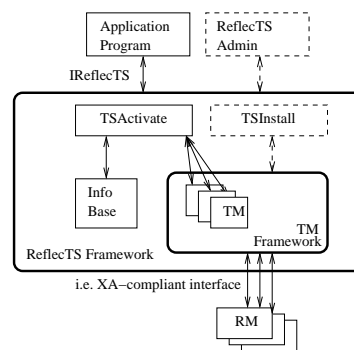 Application
Program
ReflecTS
Admin
IReflecTS
TSActivate
TSInstall
Info
Base
TM
TM
Framework
ReflecTS Framework
i.e. XA–compliant interface
RM